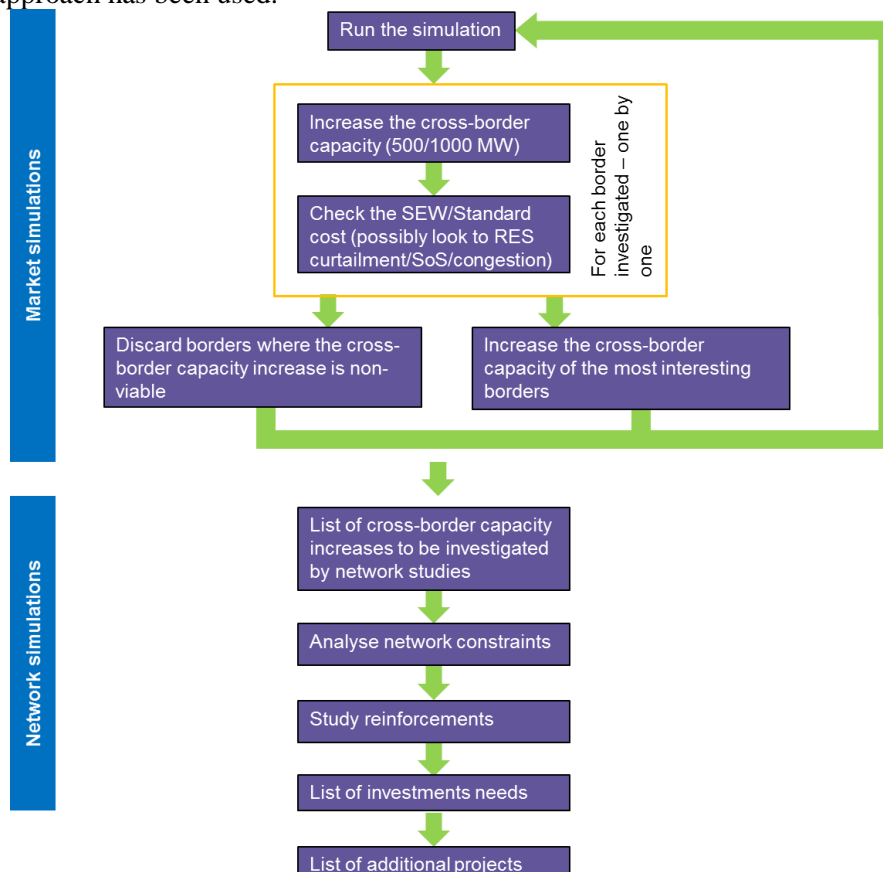 approach has been used.
Run the simulation
Market simulations
Increase the cross-border
capacity (500/1000 MW)
Check the SEW/Standard
cost (possibly look to RES
curtailment/SoS/congestion)
For each border
investigated – one by
one
Discard borders where the cross-
border capacity increase is non-
viable
Increase the cross-border
capacity of the most interesting
borders
Network simulations
List of cross-border capacity
increases to be investigated
by network studies
Analyse network constraints
Study reinforcements
List of investments needs
List of additional projects